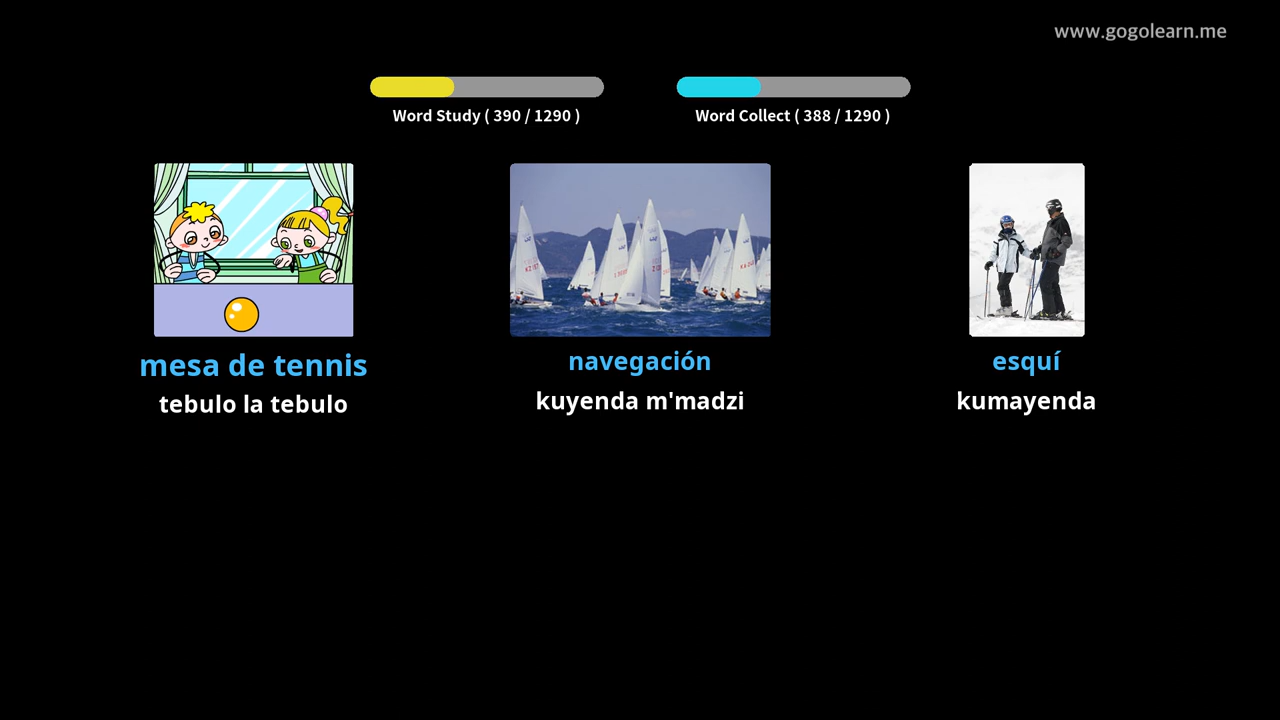 www.gogolearn.me
Word Study ( 390 / 1290 )
Word Collect ( 388 / 1290 )
mesa de tennis
tebulo la tebulo
navegación
kuyenda m'madzi
esquí
kumayenda